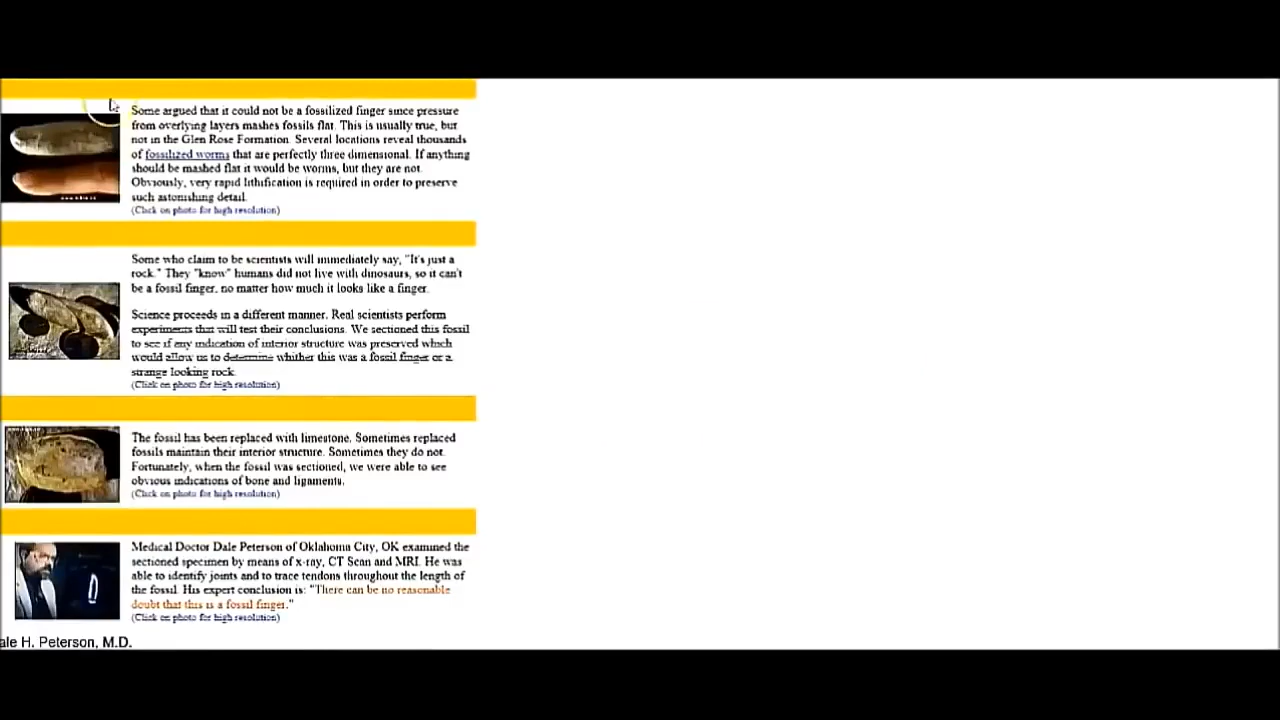 Some argued that it could not be a fossilized finger since pressure
from overlying layers mashes fossils flat. This is usually true, but
not in the Glen Rose Formation. Several locations reveal thousands
of fossilized worms that are perfectly three dimensional. If anything
should be mashed flat it would be worms, but they are not.
Obviously, very rapid lithification is required in order to preserve
such astonishing detail.
(Click on photo for high resolution)
Some who claim to be scientists will immediately say, "It's just a
rock." They "know" humans did not live with dinosaurs, so it can't
be a fossil finger, no matter how much it looks like a finger.
Science proceeds in a different manner. Real scientists perform
experiments that will test their conclusions. We sectioned this fossil
to see if any indication of interior structure was preserved which
would allow us to determine whither this was a fossil finger or a
strange looking rock.
(Click on photo for high resolution)
The fossil has been replaced with limestone. Sometimes replaced
fossils maintain their interior structure. Sometimes they do not.
Fortunately, when the fossil was sectioned, we were able to see
obvious indications of bone and ligaments.
(Click on photo for high resolution)
Medical Doctor Dale Peterson of Oklahoma City, OK examined the
sectioned specimen by means of x-ray, CT Scan and MRI. He was
able to identify joints and to trace tendons throughout the length of
the fossil. His expert conclusion is: "There can be no reasonable
doubt that this is a fossil finger."
(Click on photo for high resolution)
ale H. Peterson, M.D.